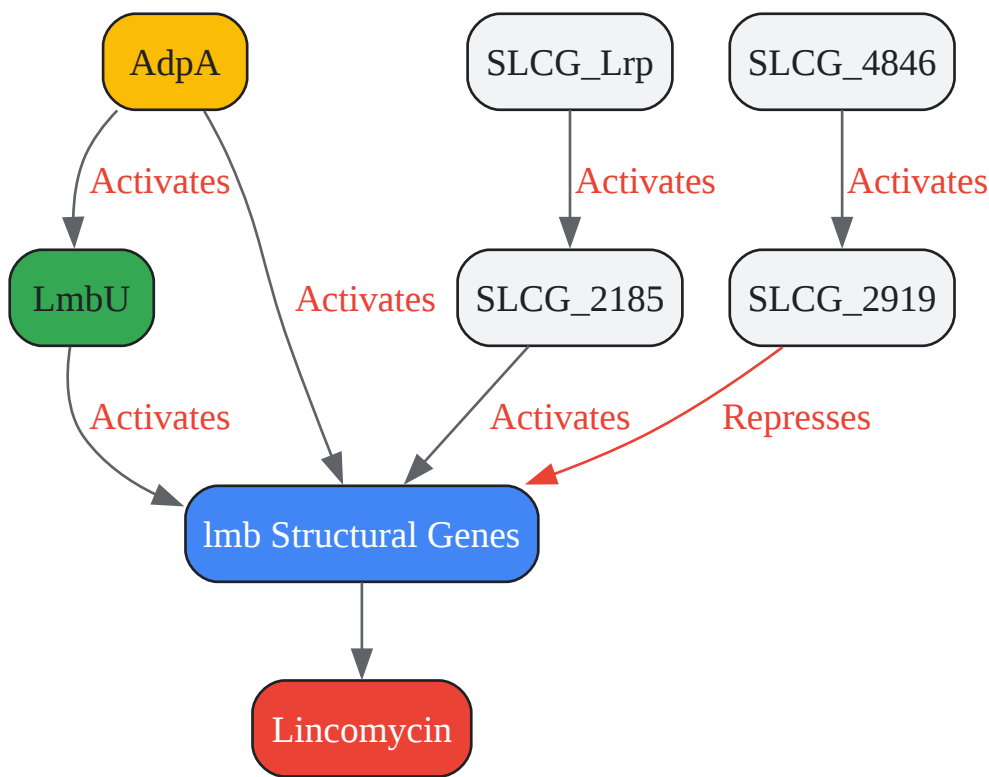 AdpA
SLCG_Lrp
SLCG_4846
Activates
Activates
Activates
LmbU
Activates
SLCG_2185
SLCG_2919
Activates
Activates
Represses
lmb Structural Genes
Lincomycin